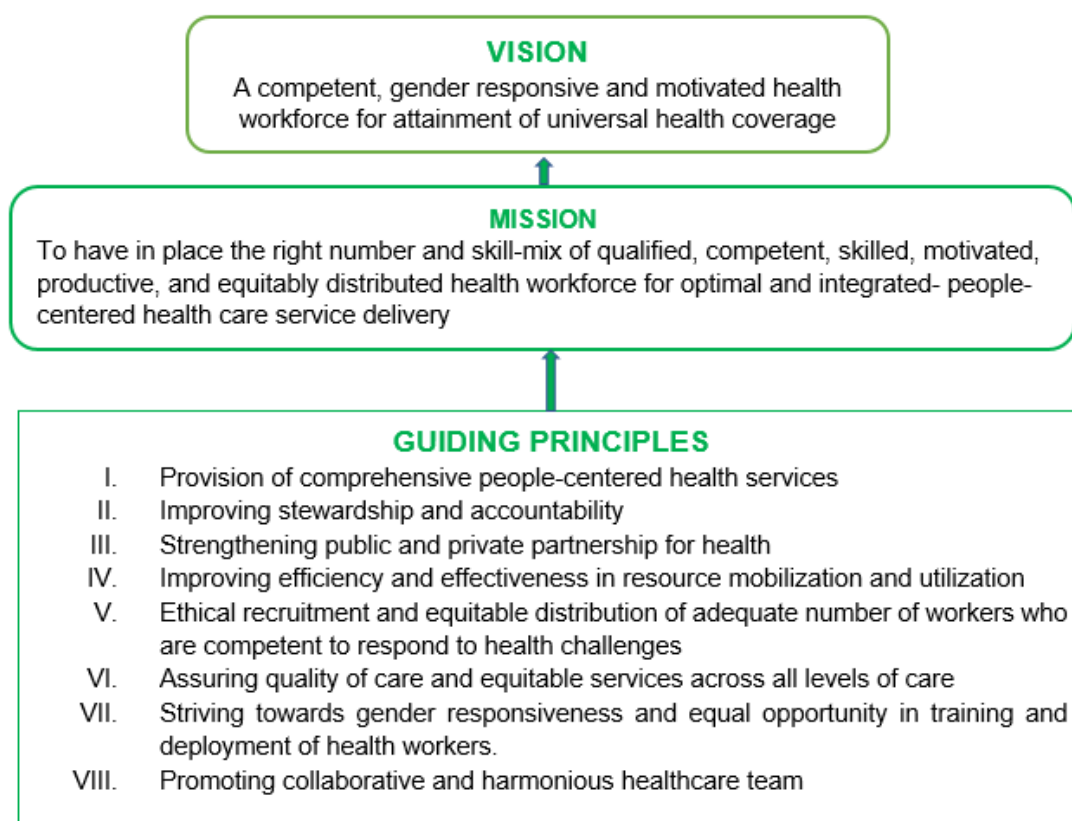 VISION
A competent, gender responsive and motivated health
workforce for attainment of universal health coverage
MISSION
To have in place the right number and skill-mix of qualified, competent, skilled, motivated,
productive, and equitably distributed health workforce for optimal and integrated- people-
centered health care service delivery
GUIDING PRINCIPLES
I. Provision of comprehensive people-centered health services
II. Improving stewardship and accountability
III. Strengthening public and private partnership for health
IV. Improving efficiency and effectiveness in resource mobilization and utilization
V. Ethical recruitment and equitable distribution of adequate number of workers who
are competent to respond to health challenges
VI. Assuring quality of care and equitable services across all levels of care
VII. Striving towards gender responsiveness and equal opportunity in training and
deployment of health workers.
VIII. Promoting collaborative and harmonious healthcare team